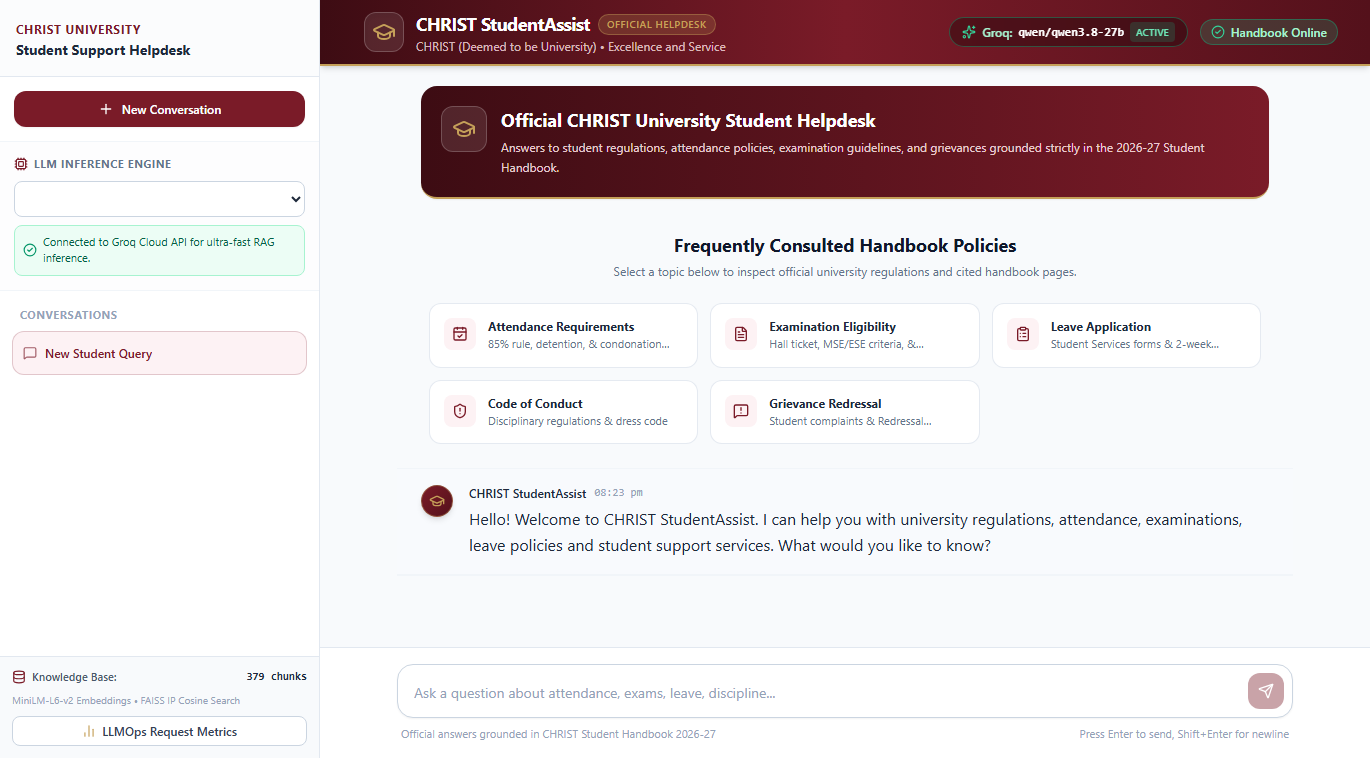 CHRIST UNIVERSITY
Student Support Helpdesk
New Conversation
LLM INFERENCE ENGINE
Connected to Groq Cloud API for ultra-fast RAG
inference.
CONVERSATIONS
New Student Query
Knowledge Base: 379 chunks
MiniLM-L6-v2 Embeddings • FAISS IP Cosine Search
LLMOps Request Metrics
CHRIST StudentAssist OFFICIAL HELPDESK
CHRIST (Deemed to be University) • Excellence and Service
Groq: qwen/qwen3.8-27b ACTIVE
Handbook Online
Official CHRIST University Student Helpdesk
Answers to student regulations, attendance policies, examination guidelines, and grievances grounded strictly in the 2026-27 Student
Handbook.
Frequently Consulted Handbook Policies
Select a topic below to inspect official university regulations and cited handbook pages.
Attendance Requirements
85% rule, detention, & condonation...
Examination Eligibility
Hall ticket, MSE/ESE criteria, &...
Leave Application
Student Services forms & 2-week...
Code of Conduct
Disciplinary regulations & dress code
Grievance Redressal
Student complaints & Redressal...
CHRIST StudentAssist 08:23 pm
Hello! Welcome to CHRIST StudentAssist. I can help you with university regulations, attendance, examinations,
leave policies and student support services. What would you like to know?
Ask a question about attendance, exams, leave, discipline...
Official answers grounded in CHRIST Student Handbook 2026-27
Press Enter to send, Shift+Enter for newline